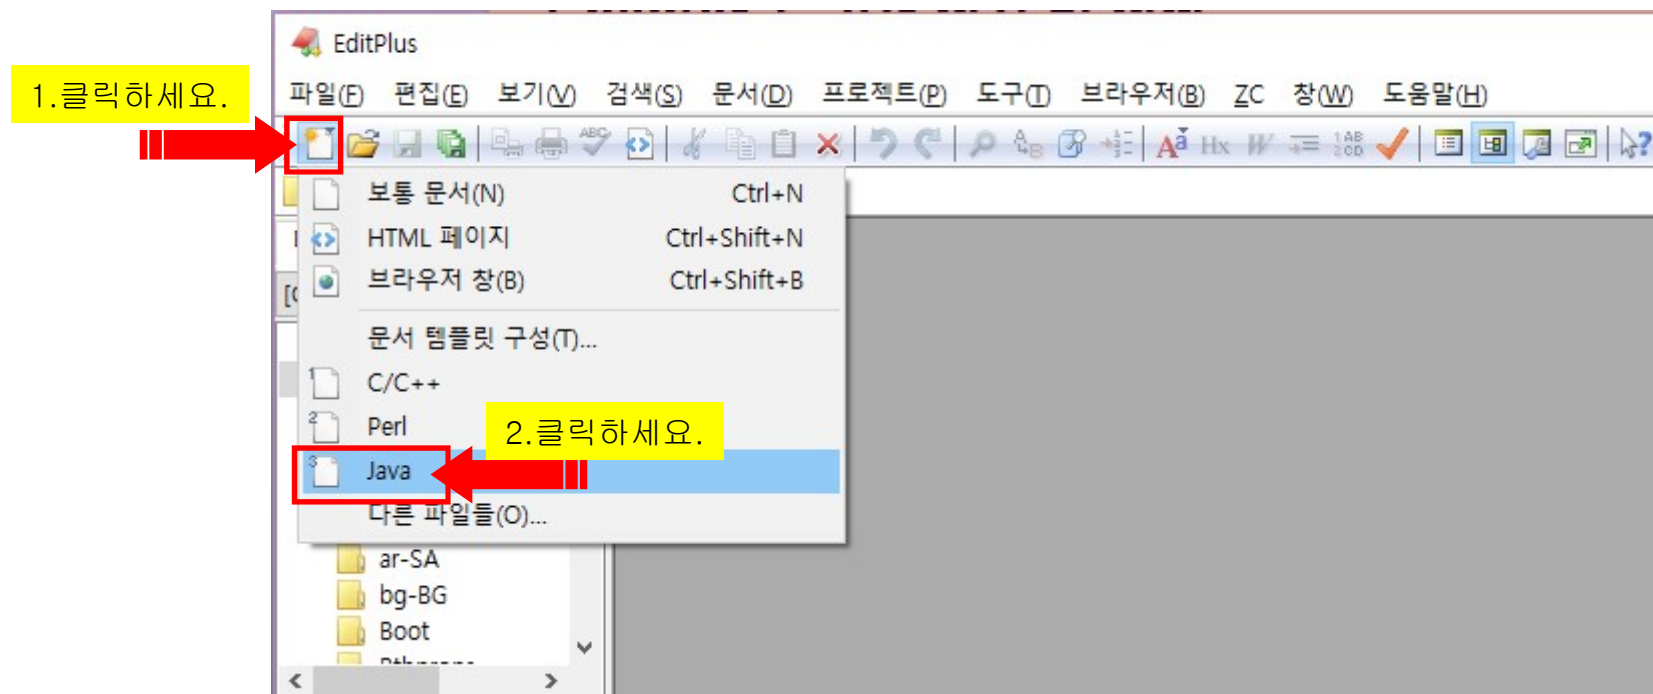 EditPlus
1.클릭하세요.
파일(F) 편집(E) 보기(V) 검색(S) 문서(D) 프로젝트(P) 도구(T) 브라우저(B) ZC 창(W) 도움말(H)
보통 문서(N) Ctrl+N
HTML 페이지 Ctrl+Shift+N
브라우저 창(B) Ctrl+Shift+B
문서 템플릿 구성(T)...
1 C/C++
2 Perl
2.클릭하세요.
3 Java
다른 파일들(O)...
ar-SA
bg-BG
Boot